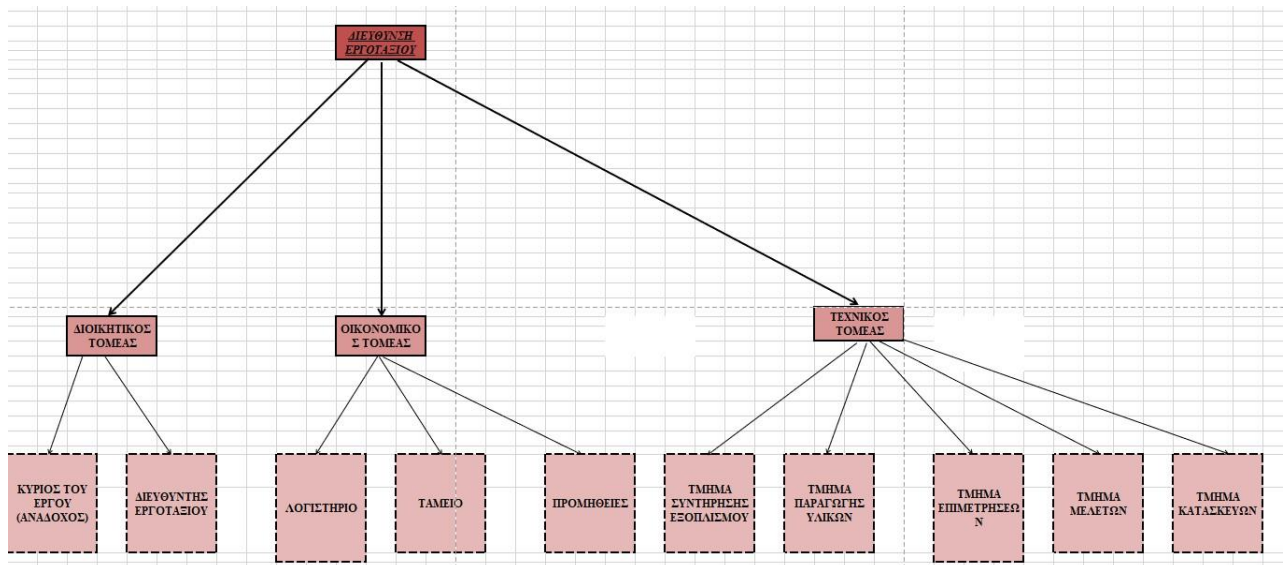 ΔΙΕΥΘΥΝΣΗ
ΕΡΓΟΤΑΞΙΟΥ
ΔΙΟΙΚΗΤΙΚΟΣ
ΤΟΜΕΑΣ
ΟΙΚΟΝΟΜΙΚΟ
Σ ΤΟΜΕΑΣ
ΤΕΧΝΙΚΟΣ
ΤΟΜΕΑΣ
ΚΥΡΙΟΣ ΤΟΥ
ΕΡΓΟΥ
(ΑΝΑΔΟΧΟΣ)
ΔΙΕΥΘΥΝΤΗΣ
ΕΡΓΟΤΑΞΙΟΥ
ΛΟΓΙΣΤΗΡΙΟ
ΤΑΜΕΙΟ
ΠΡΟΜΗΘΕΙΕΣ
ΤΜΗΜΑ
ΣΥΝΤΗΡΗΣΗΣ
ΕΞΟΠΛΙΣΜΟΥ
ΤΜΗΜΑ
ΠΑΡΑΓΩΓΗΣ
ΥΛΙΚΩΝ
ΤΜΗΜΑ
ΕΠΙΜΕΤΡΗΣΕΩ
Ν
ΤΜΗΜΑ
ΜΕΛΕΤΩΝ
ΤΜΗΜΑ
ΚΑΤΑΣΚΕΥΩΝ